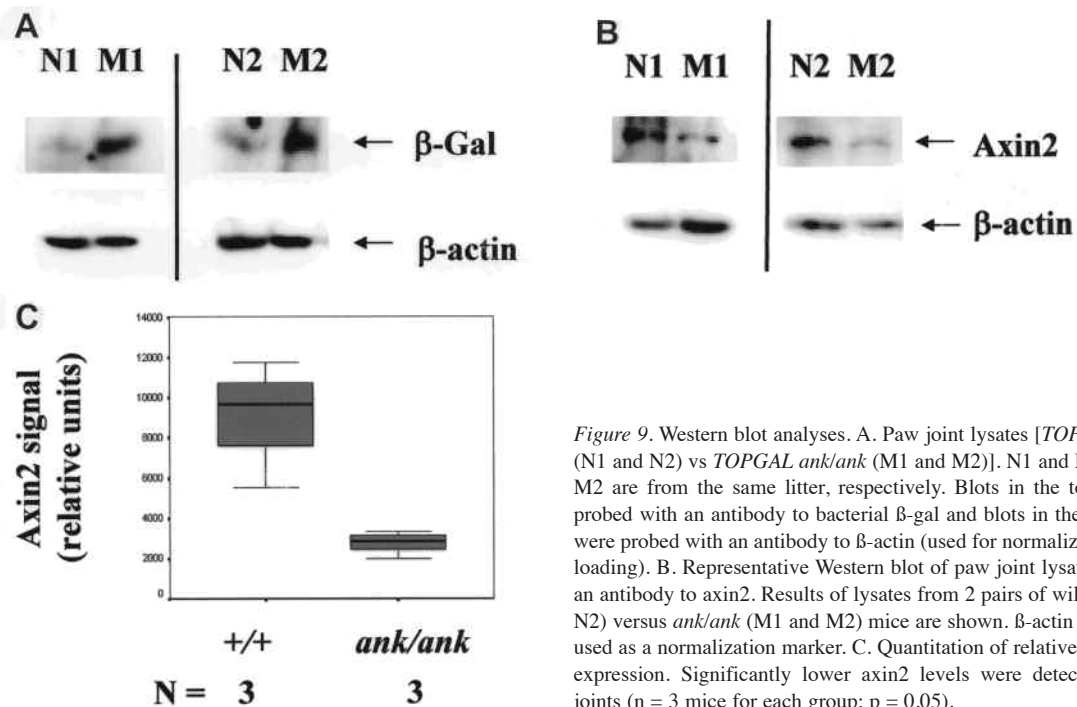 A
N1 M1
N2 M2
β-Gal
β-actin
B
N1 M1
N2 M2
Axin2
β-actin
C
Axin2 signal
(relative units)
14000
12000
10000
8000
6000
4000
2000
0
+/+ ank/ank
N = 3 3
Figure 9. Western blot analyses. A. Paw joint lysates [TOP
(N1 and N2) vs TOPGAL ank/ank (M1 and M2)]. N1 and
M2 are from the same litter, respectively. Blots in the
probed with an antibody to bacterial ß-gal and blots in the
were probed with an antibody to ß-actin (used for
loading). B. Representative Western blot of paw joint
an antibody to axin2. Results of lysates from 2 pairs of
N2) versus ank/ank (M1 and M2) mice are shown. ß-actin
used as a normalization marker. C. Quantitation of relative
expression. Significantly lower axin2 levels were
joints (n = 3 mice for each group; p = 0.05).